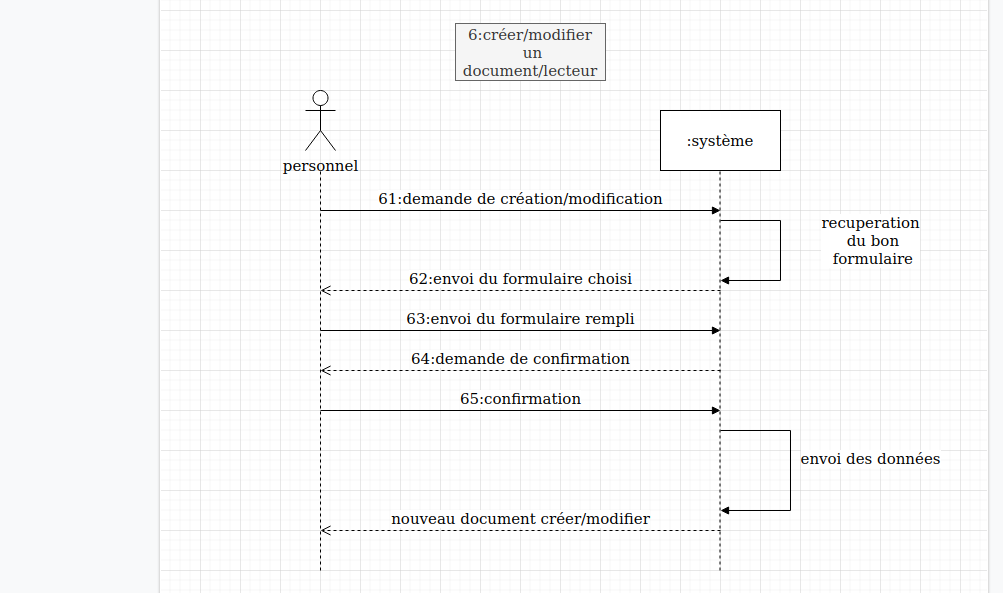 6:créer/modifier
un
document/lecteur
personnel
:système
61:demande de création/modification
recuperation
du bon
formulaire
62:envoi du formulaire choisi
63:envoi du formulaire rempli
64:demande de confirmation
65:confirmation
envoi des données
nouveau document créer/modifier